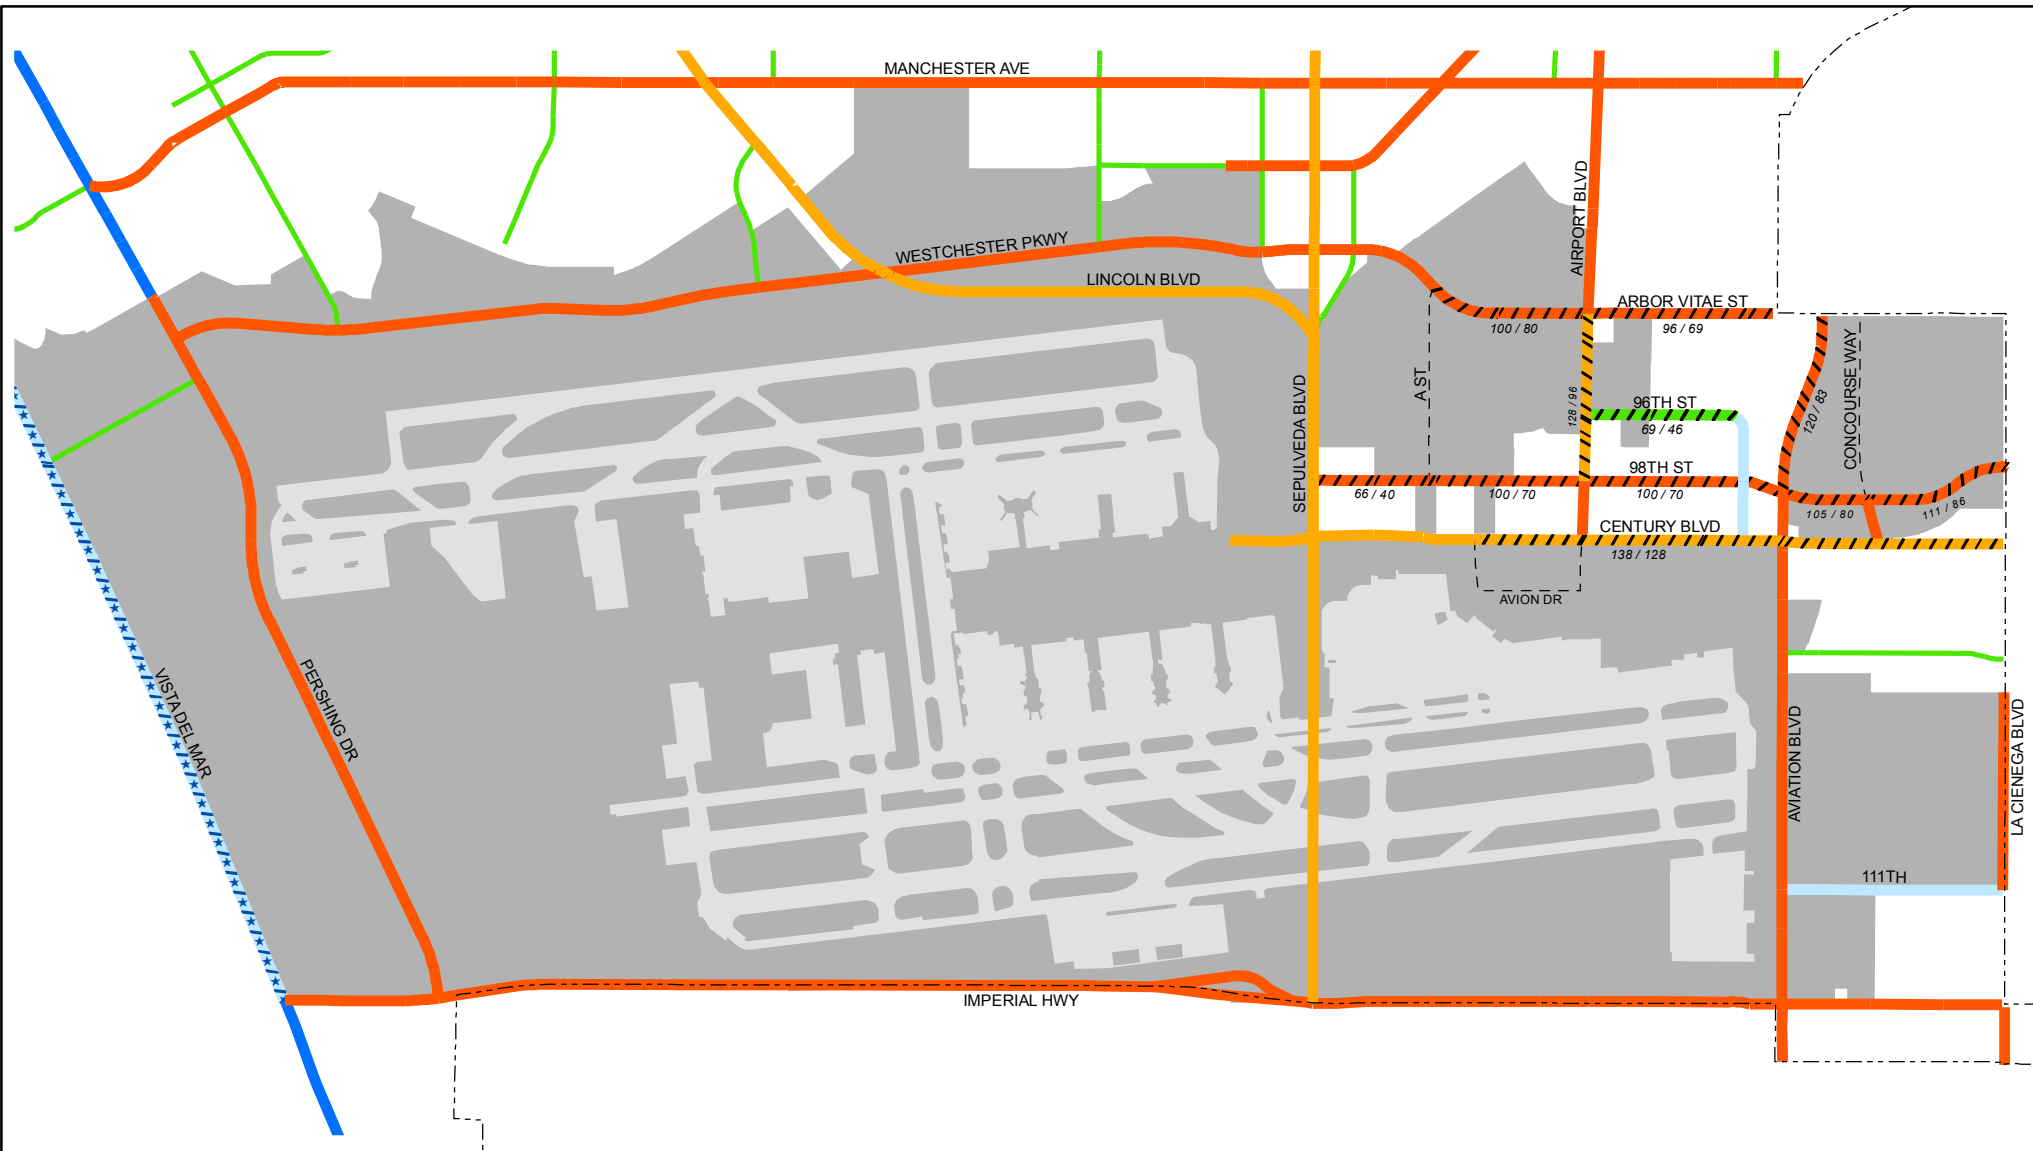 MANCHESTER AVE
AIRPORT BLVD
WESTCHESTER PKWY
LINCOLN BLVD
ARBOR VITAE ST
100 / 80
96 / 69
CONCOURSE WAY
A ST
SEPULVEDA BLVD
128 / 96
96TH ST
69 / 46
120 / 83
98TH ST
66 / 40
100 / 70
100 / 70
105 / 80
111 / 86
CENTURY BLVD
138 / 128
AVION DR
VISTA DEL MAR
PERSHING DR
AVIATION BLVD
LA CIENEGA BLVD
111TH
IMPERIAL HWY